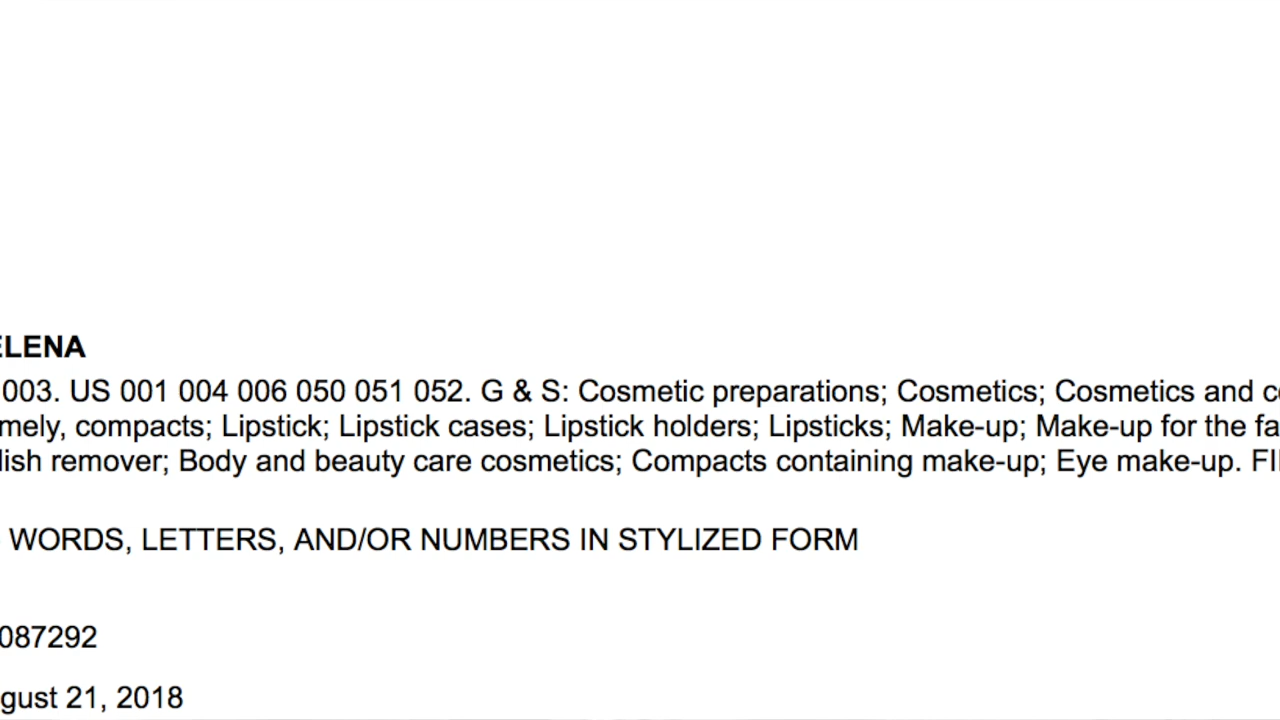 ELENA
003. US 001 004 006 050 051 052. G & S: Cosmetic preparations; Cosmetics; Cosmetics and
mely, compacts; Lipstick; Lipstick cases; Lipstick holders; Lipsticks; Make-up; Make-up for the fa
lish remover; Body and beauty care cosmetics; Compacts containing make-up; Eye make-up. FI
WORDS, LETTERS, AND/OR NUMBERS IN STYLIZED FORM
087292
gust 21, 2018